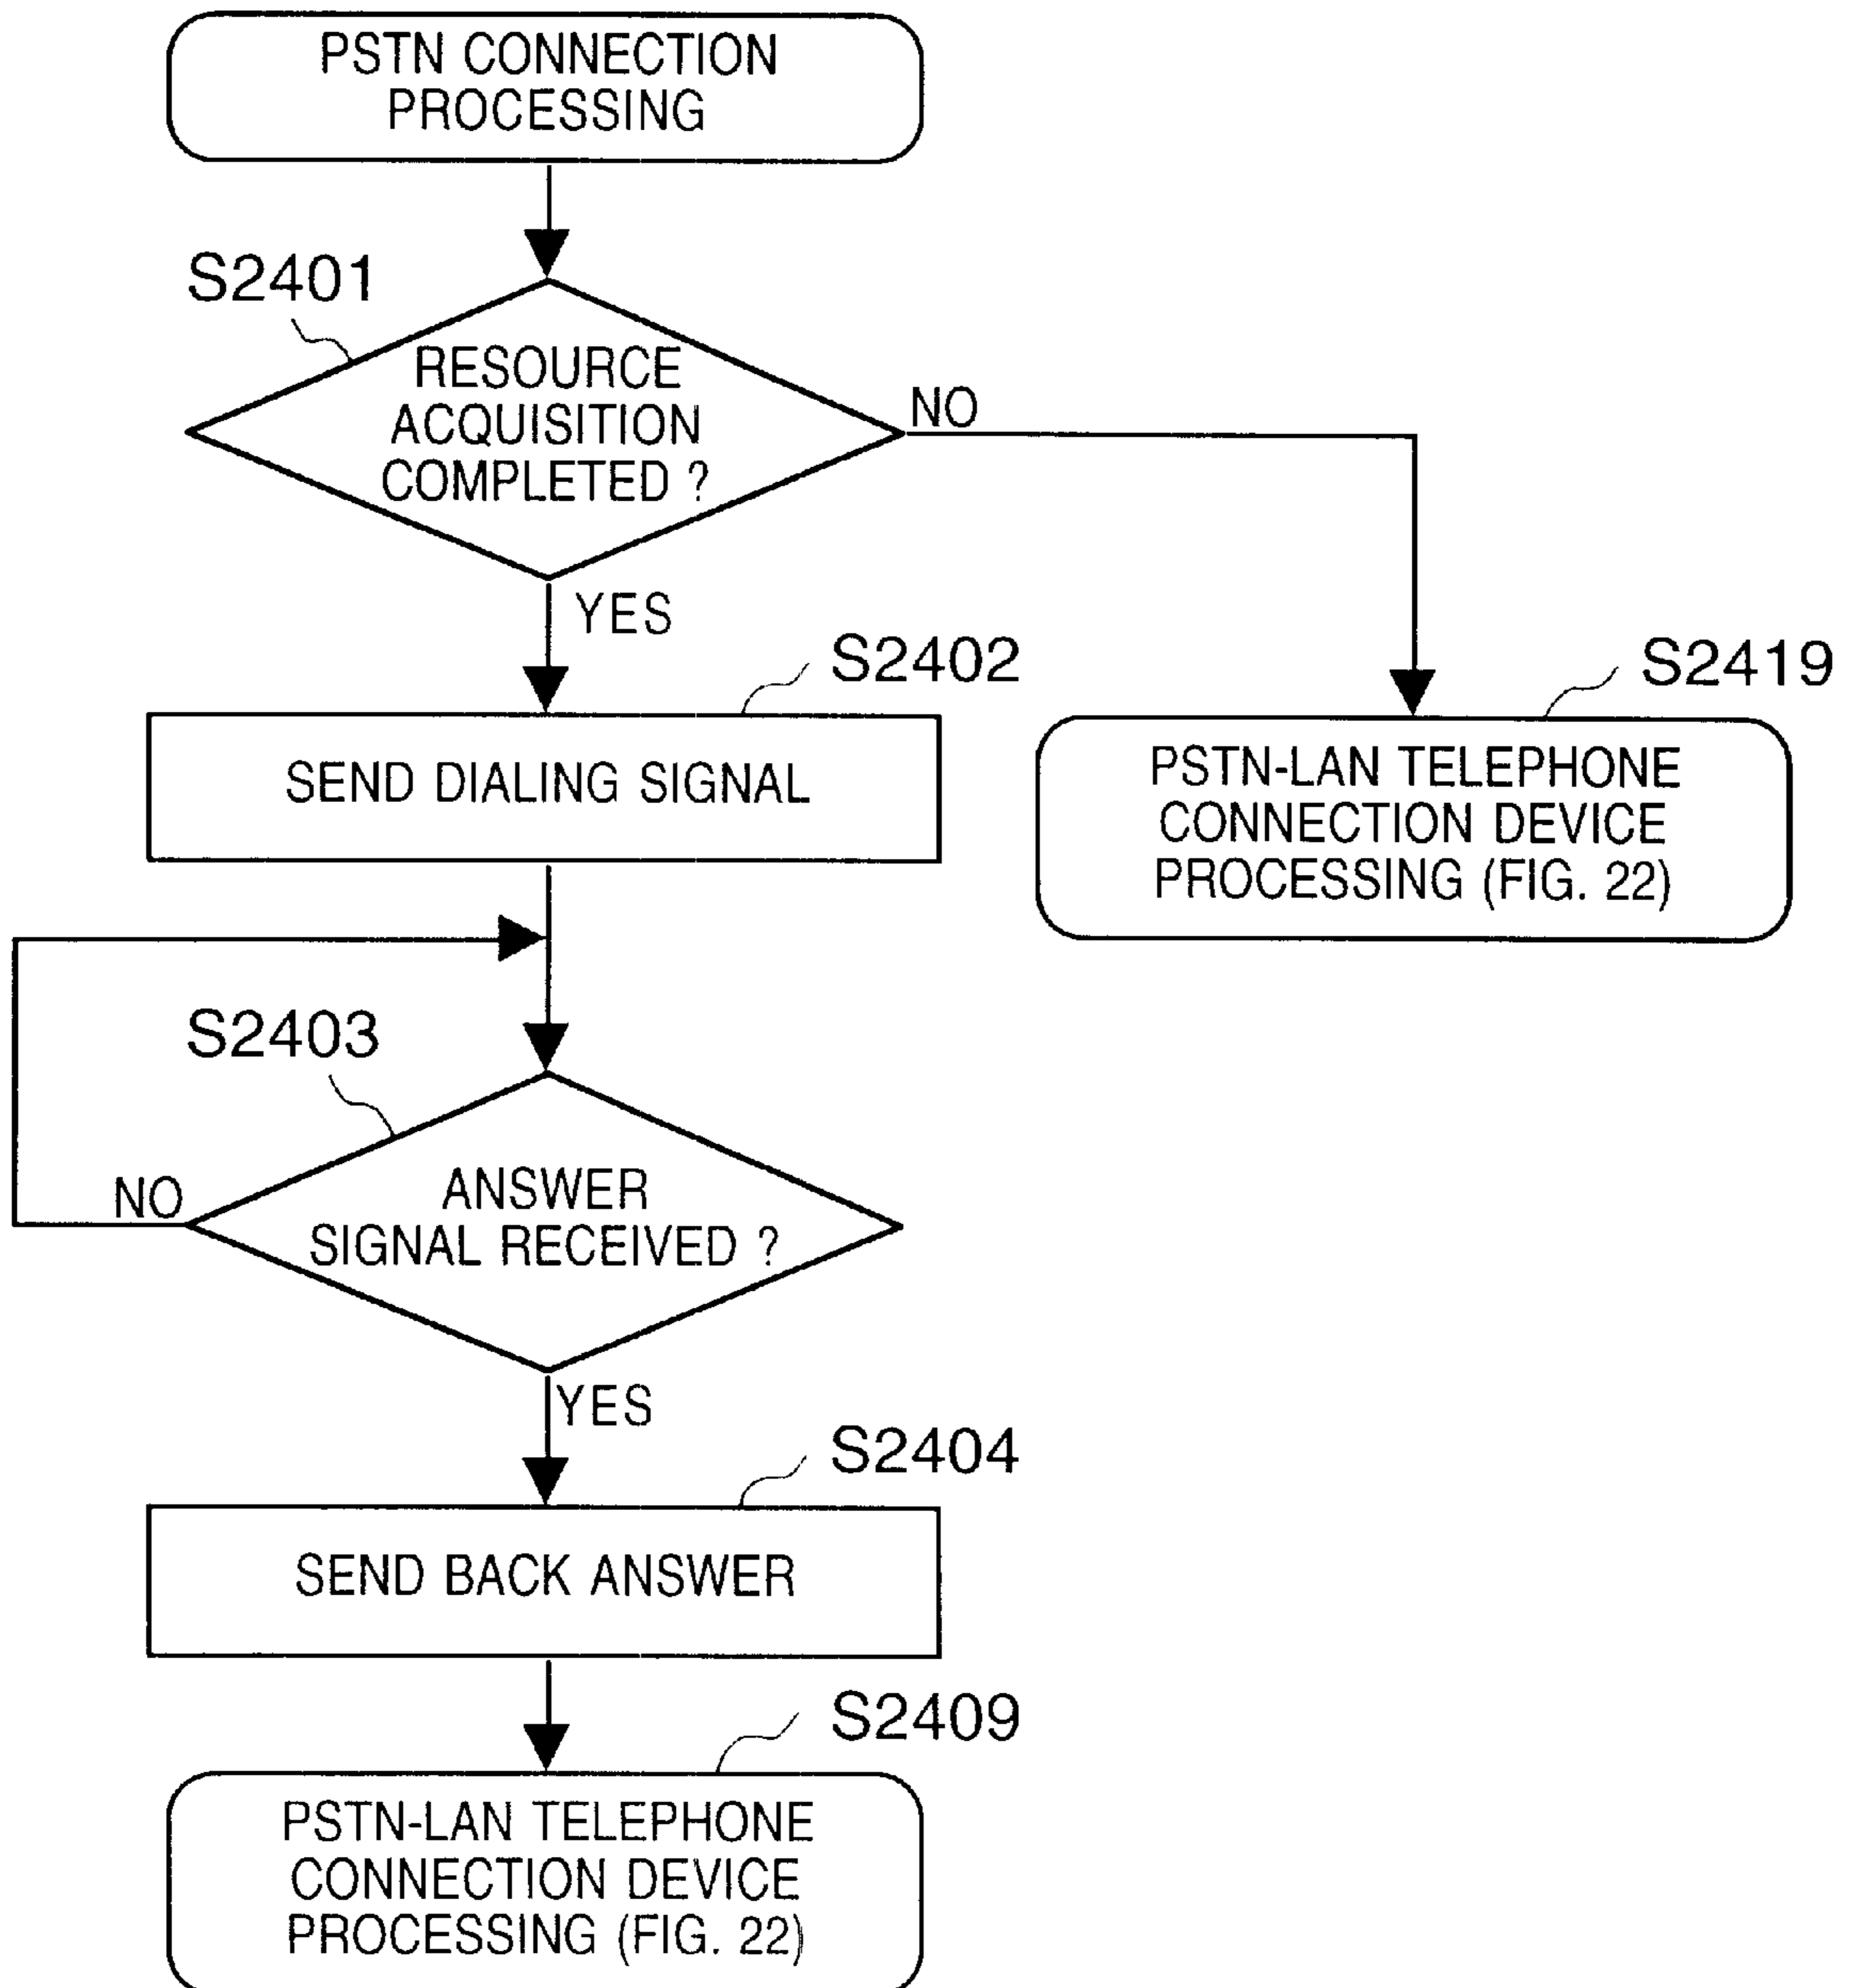 PSTN CONNECTION
PROCESSING
S2401
RESOURCE
ACQUISITION
COMPLETED ?
NO
YES
S2402
S2419
SEND DIALING SIGNAL
PSTN-LAN TELEPHONE
CONNECTION DEVICE
PROCESSING (FIG. 22)
S2403
NO
ANSWER
SIGNAL RECEIVED ?
YES
S2404
SEND BACK ANSWER
S2409
PSTN-LAN TELEPHONE
CONNECTION DEVICE
PROCESSING (FIG. 22)